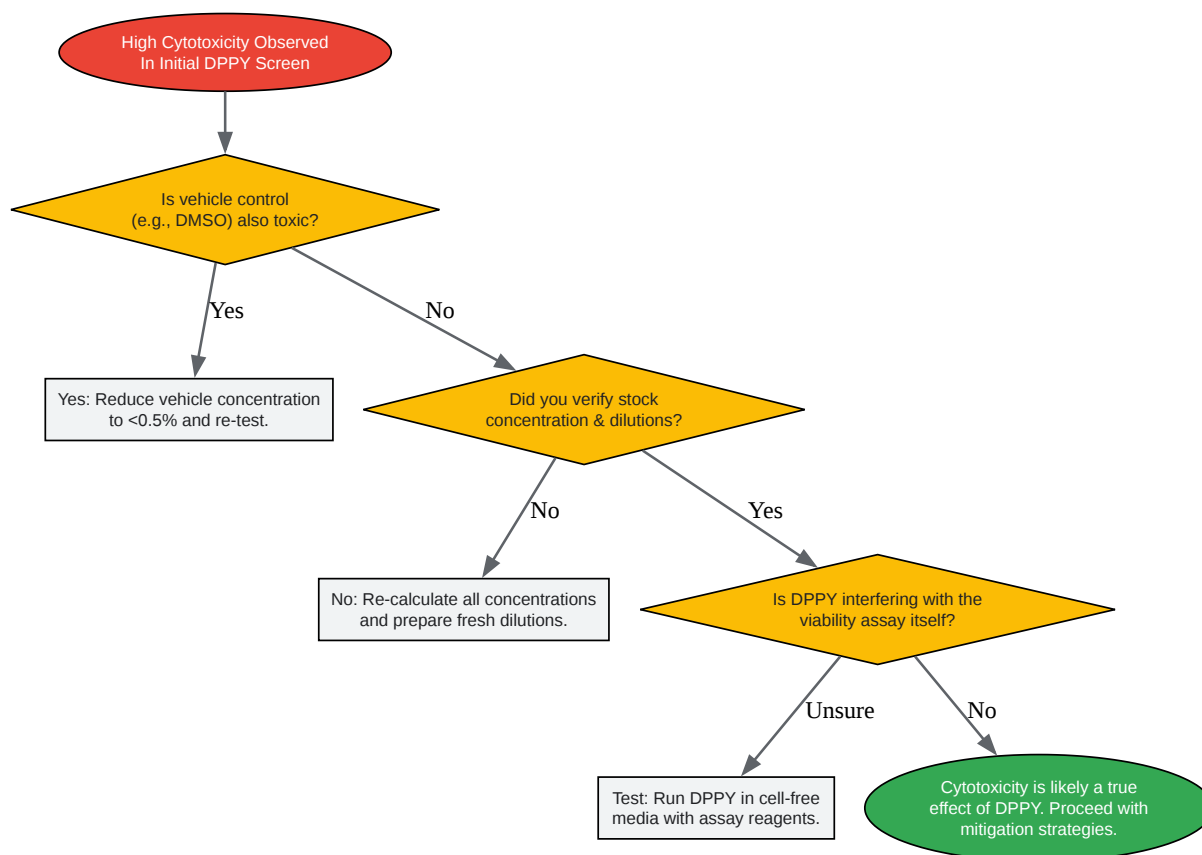 High Cytotoxicity Observed
In Initial DPPY Screen
Is vehicle control
(e.g., DMSO) also toxic?
Yes
No
Yes: Reduce vehicle concentration
to <0.5% and re-test.
Did you verify stock
concentration & dilutions?
No
Yes
No: Re-calculate all concentrations
and prepare fresh dilutions.
Is DPPY interfering with the
viability assay itself?
Unsure
No
Test: Run DPPY in cell-free
media with assay reagents.
Cytotoxicity is likely a true
effect of DPPY. Proceed with
mitigation strategies.